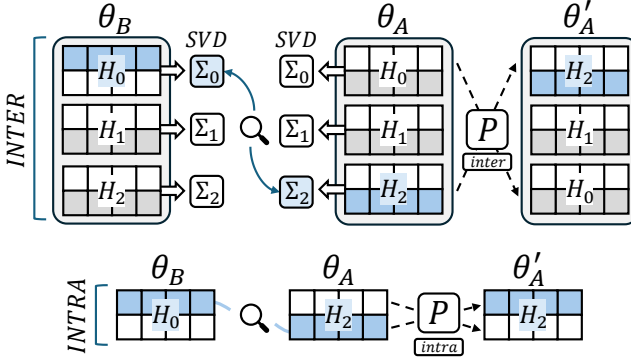 θ_B θ_A θ′_A
SVD SVD
INTER
H_0 Σ_0 Σ_0 H_0 H_2
H_1 Σ_1 Σ_1 H_1 P H_1
inter
H_2 Σ_2 Σ_2 H_2 H_0
θ_B θ_A θ′_A
INTRA
H_0 H_2 P H_2
intra